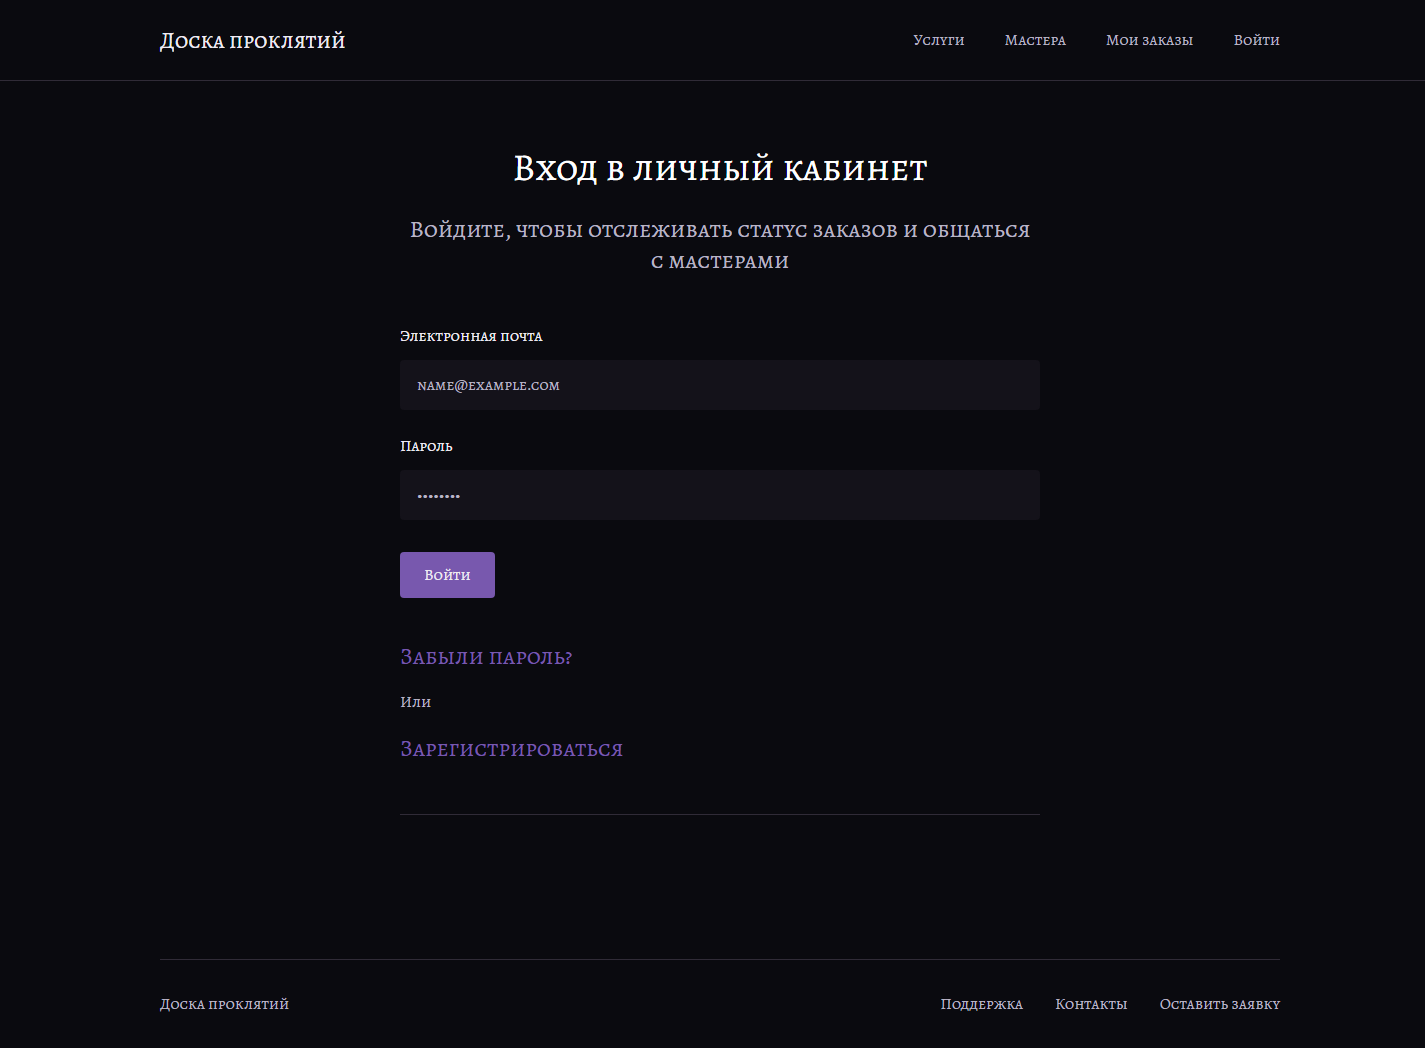 Доска проклятий
Услуги Мастера Мои заказы Войти
Вход в личный кабинет
Войдите, чтобы отслеживать статус заказов и общаться
с мастерами
Электронная почта
name@example.com
Пароль
••••••••
Войти
Забыли пароль?
Или
Зарегистрироваться
Доска проклятий
Поддержка Контакты Оставить заявку